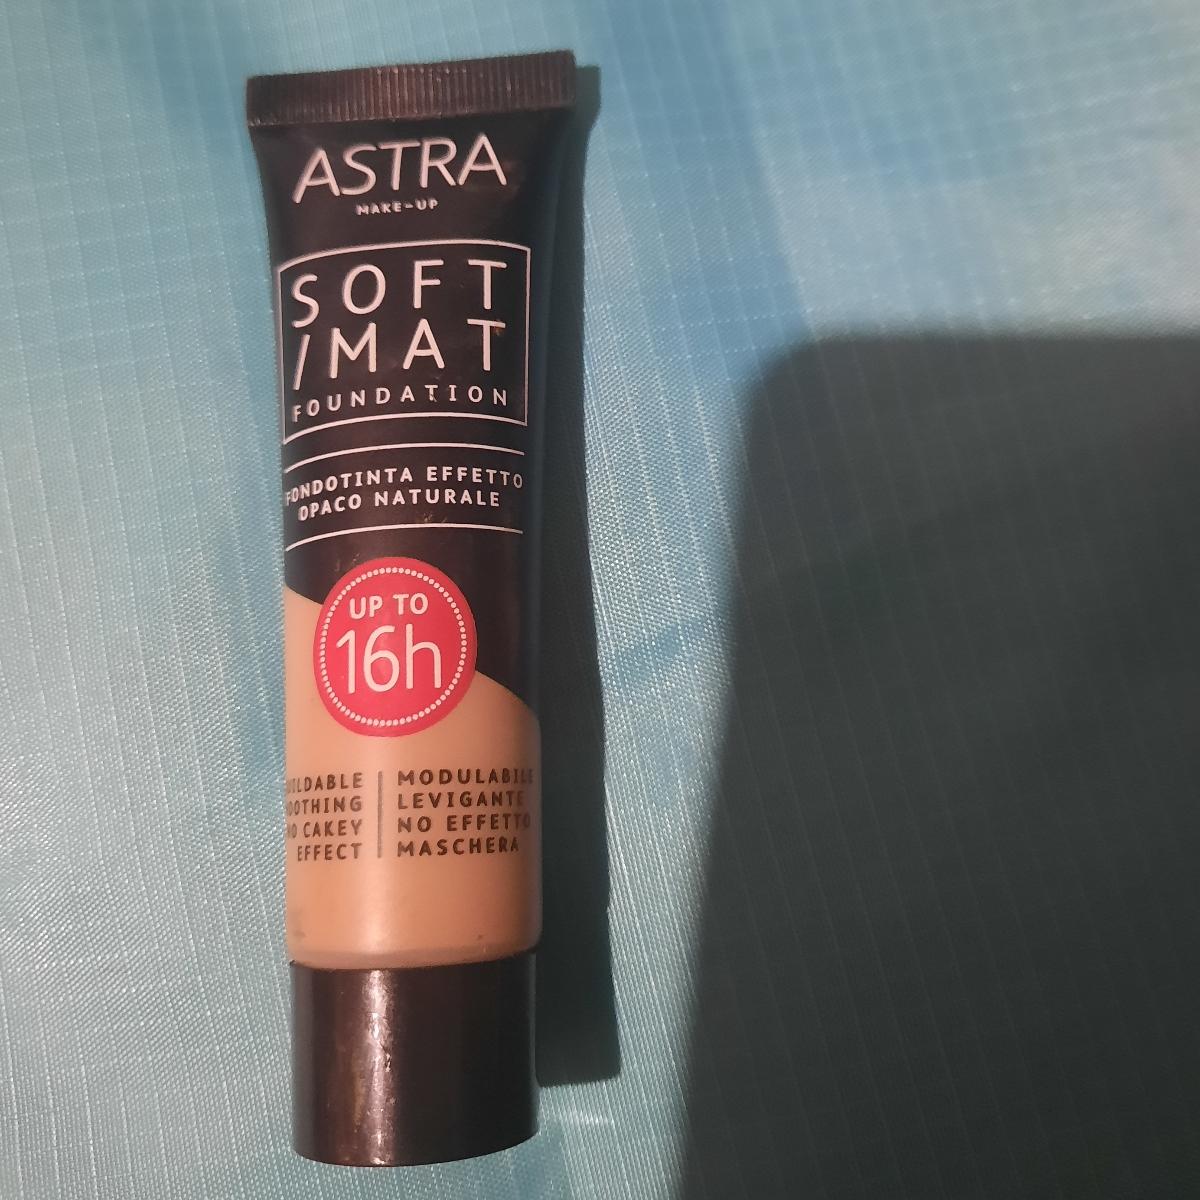 ASTRA
MAKE-UP
SOFT
/MAT
FOUNDATION
FONDOTINTA EFFETTO
OPACO NATURALE
UP TO
16h
MODULABILE
LEVIGANTE
NO EFFETTO
MASCHERA
NO CAKEY
EFFECT